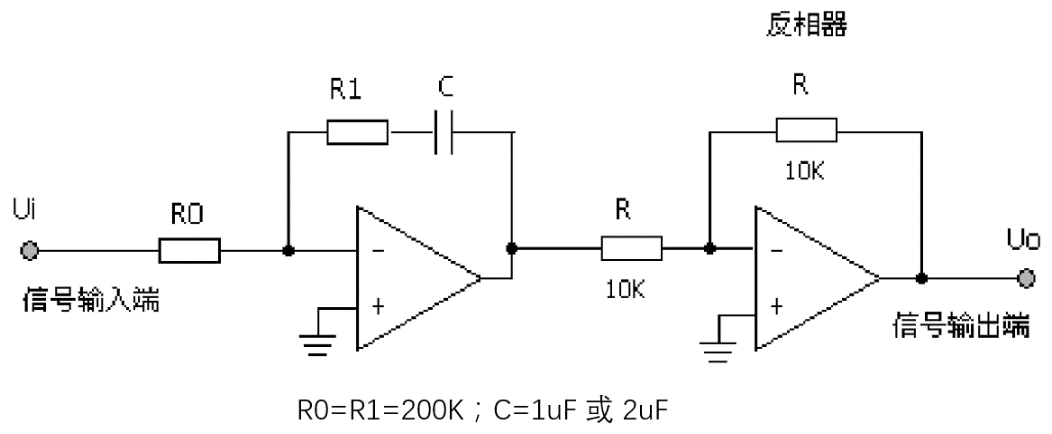 反相器
R1
C
R
10K
Ui
R0
R
Uo
-
+
-
+
10K
信号输入端
信号输出端
R0=R1=200K；C=1uF 或 2uF